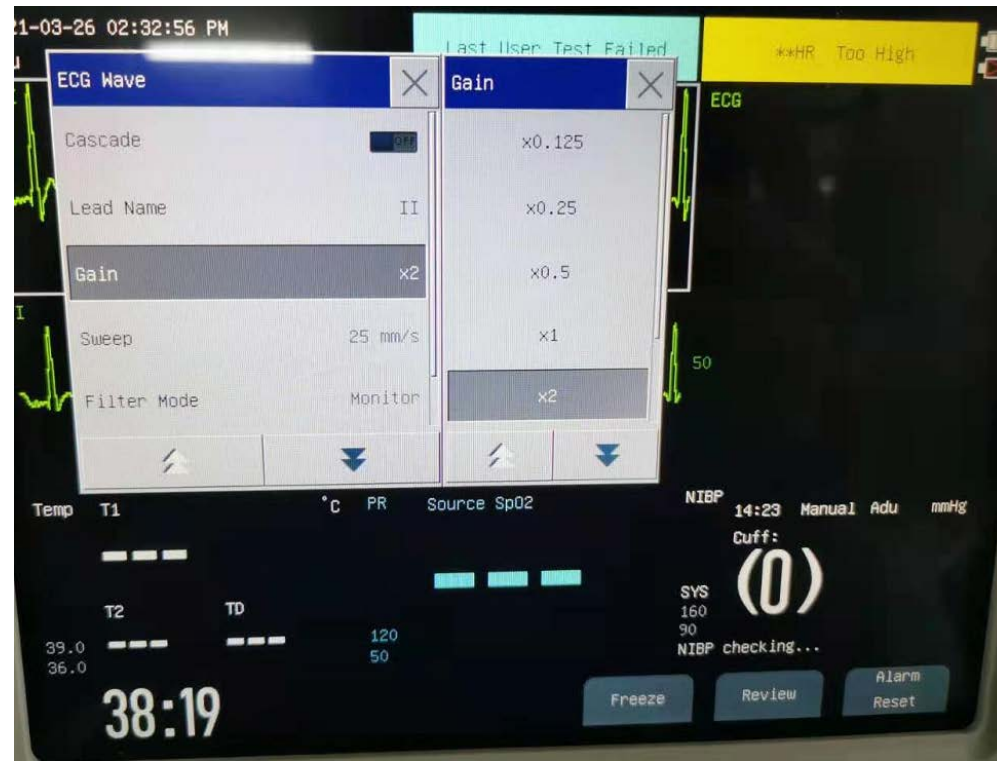 21-03-26 02:32:56 PM
Last User Test Failed
**HR Too High
ECG Wave
Cascade OFF
Lead Name II
Gain x2
Sweep 25 mm/s
Filter Mode Monitor
Gain
x0.125
x0.25
x0.5
x1
x2
ECG
I
50
Temp T1 °C
T2 TD
39.0
36.0
PR Source SpO2
120
50
NIBP 14:23 Manual Adu mmHg
Cuff:
(0)
SYS
160
90
NIBP checking...
38:19
Freeze
Review
Alarm
Reset